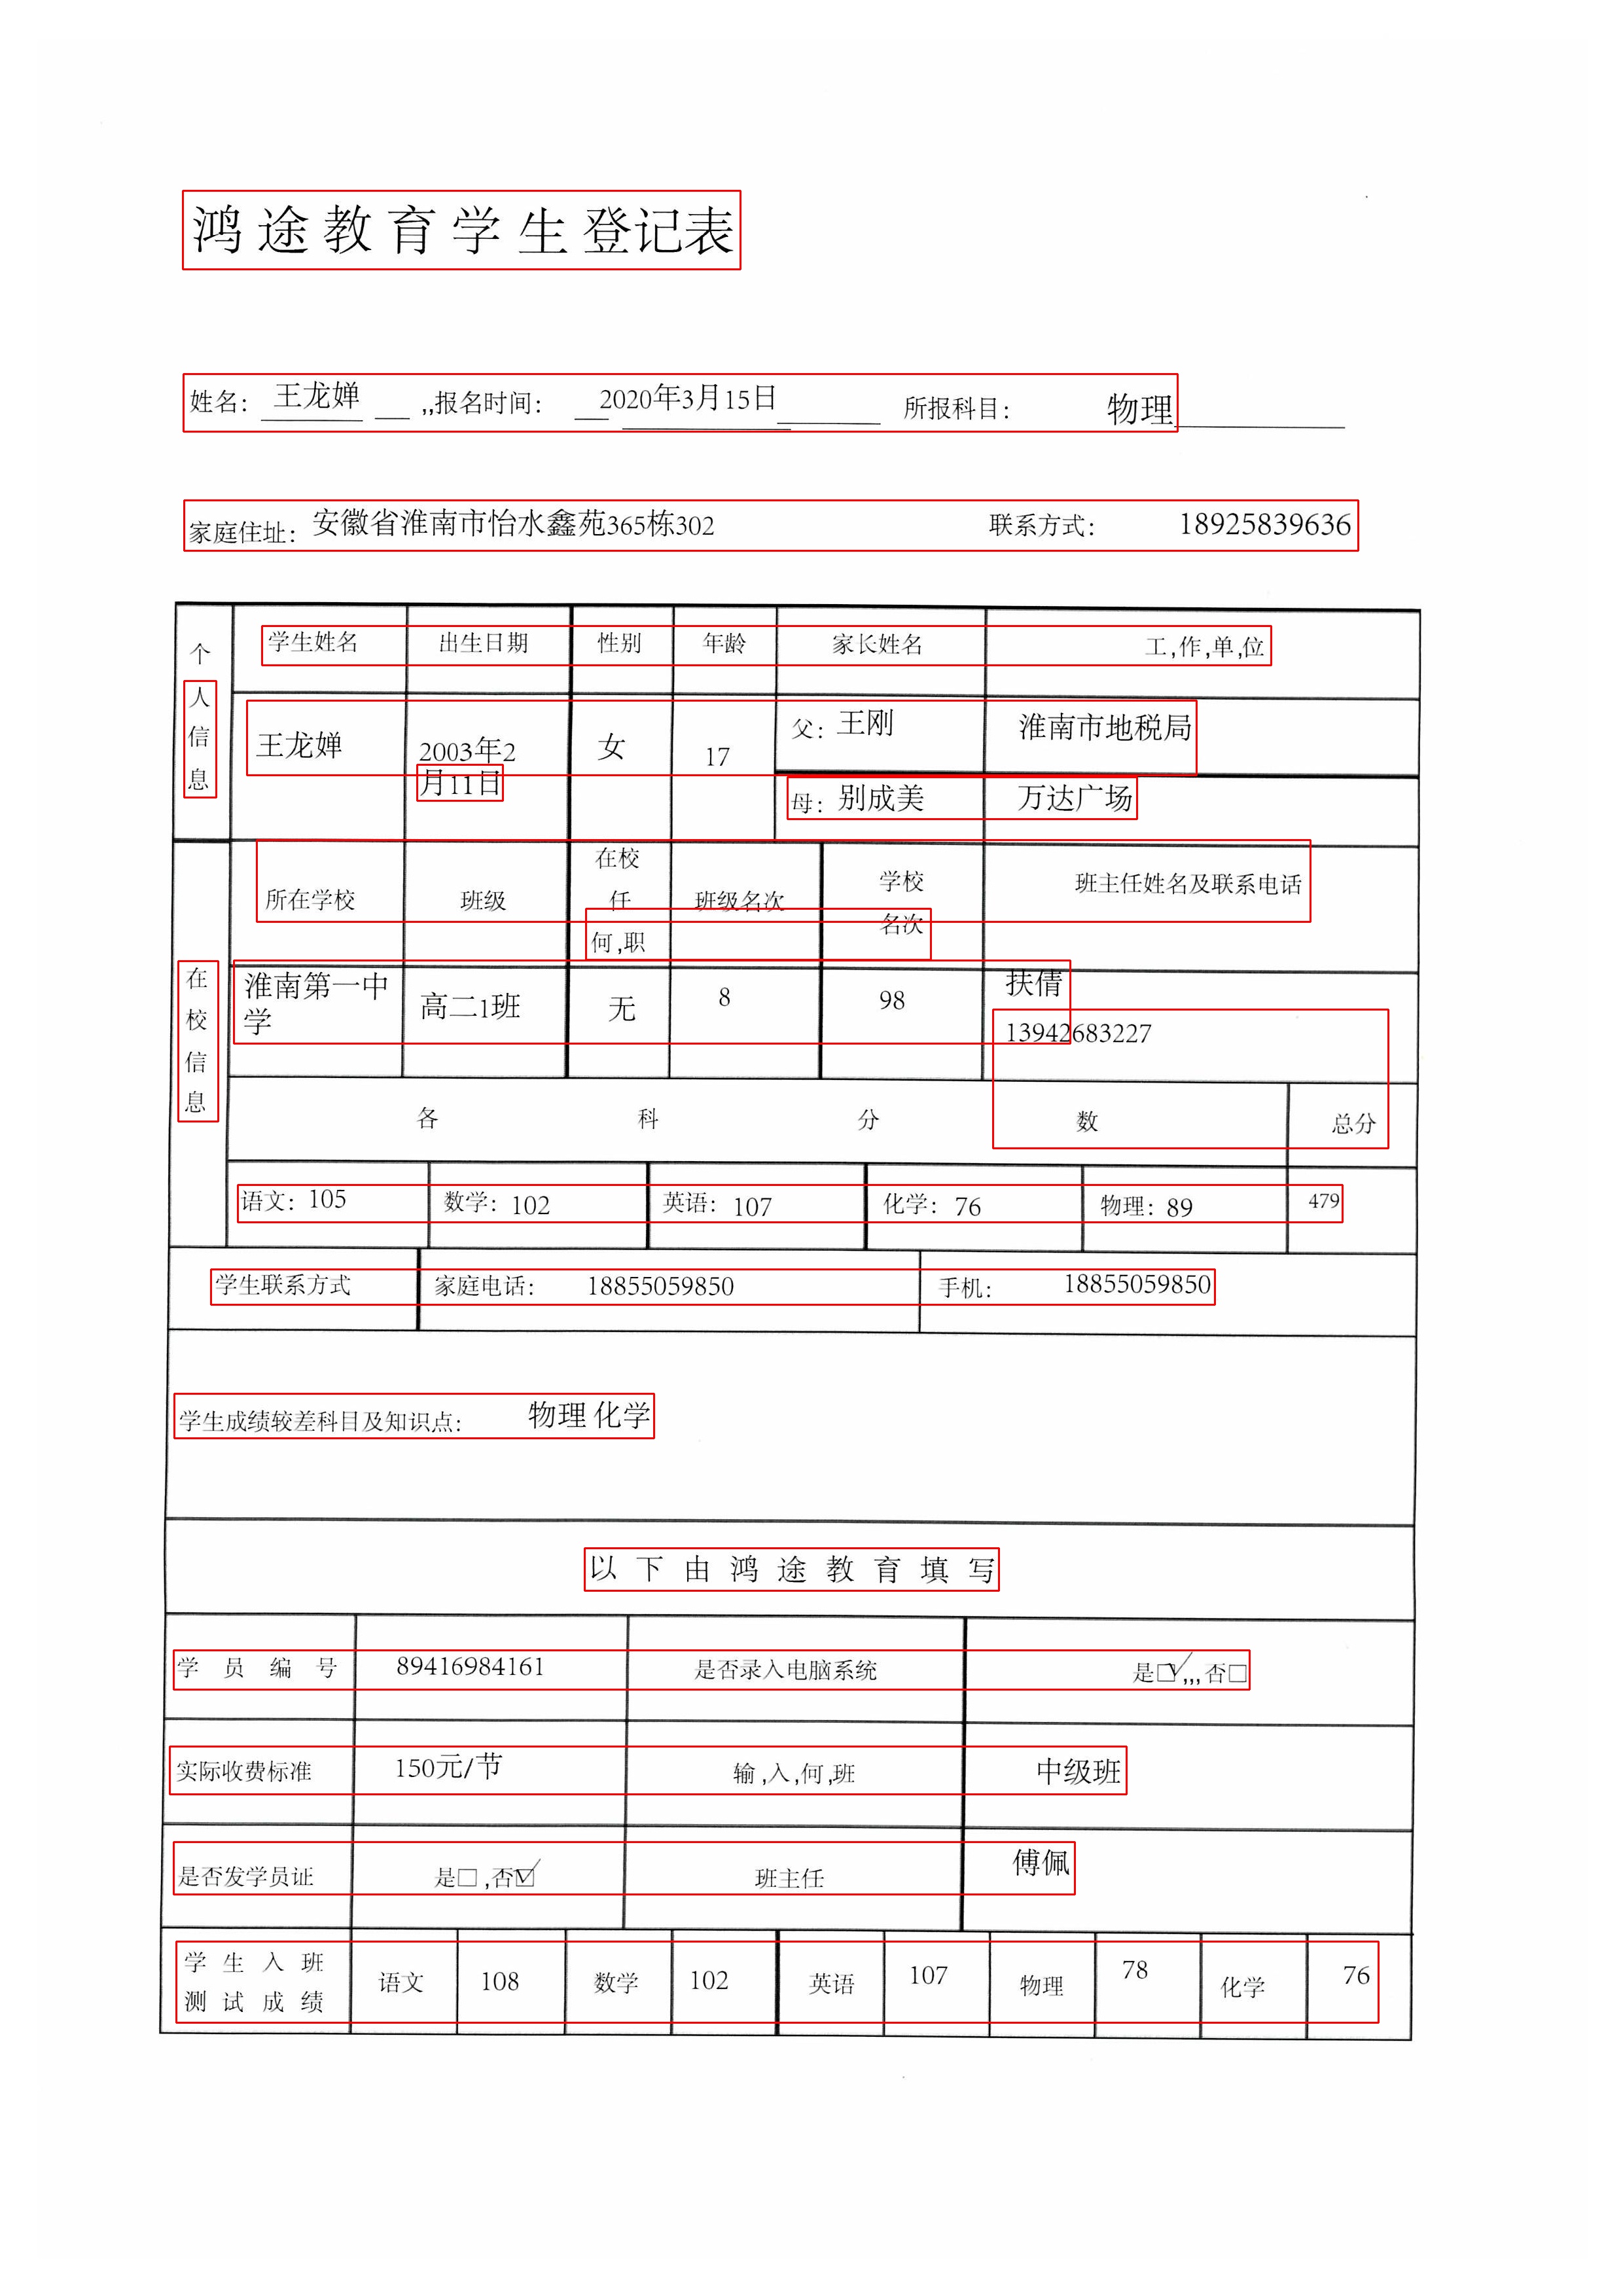 鸿途教育学生登记表
姓名： 王龙婵 ,,报名时间： 2020年3月15日 所报科目： 物理
家庭住址： 安徽省淮南市怡水鑫苑365栋302 联系方式： 18925839636
个人信息
学生姓名 出生日期 性别 年龄 家长姓名 工,作,单,位
王龙婵 2003年2月11日 女 17 父：王刚 淮南市地税局
母：别成美 万达广场
在校信息
所在学校 班级 在校任何,职 班级名次 学校名次 班主任姓名及联系电话
淮南第一中学 高二1班 无 8 98 扶倩 13942683227
各 科 分 数 总分
语文：105 数学：102 英语：107 化学：76 物理：89 479
学生联系方式 家庭电话： 18855059850 手机： 18855059850
学生成绩较差科目及知识点： 物理 化学
以下由鸿途教育填写
学员编号 89416984161 是否录入电脑系统 是☑,,,否□
实际收费标准 150元/节 输,入,何,班 中级班
是否发学员证 是□,否☑ 班主任 傅佩
学生入班测试成绩 语文 108 数学 102 英语 107 物理 78 化学 76